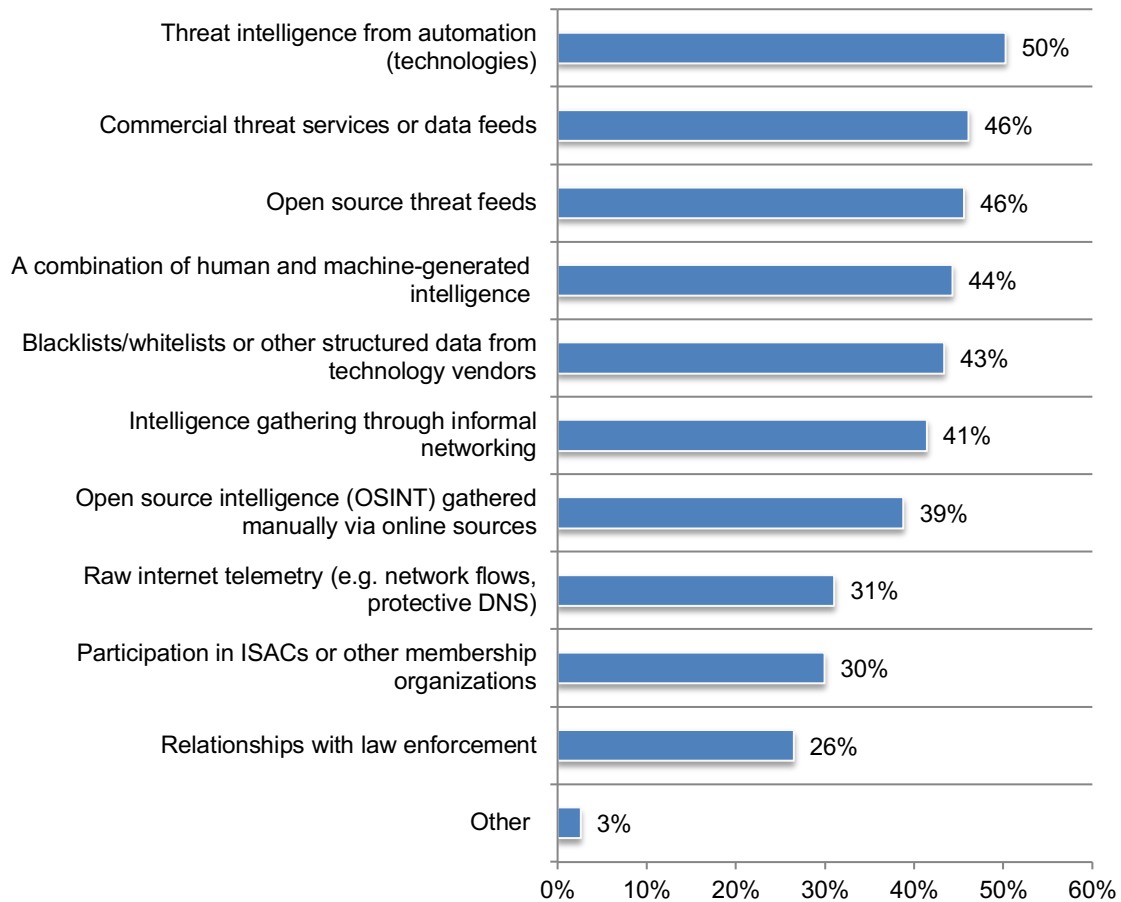 Threat intelligence from automation
(technologies)
50%
Commercial threat services or data feeds
46%
Open source threat feeds
46%
A combination of human and machine-generated
intelligence
44%
Blacklists/whitelists or other structured data from
technology vendors
43%
Intelligence gathering through informal
networking
41%
Open source intelligence (OSINT) gathered
manually via online sources
39%
Raw internet telemetry (e.g. network flows,
protective DNS)
31%
Participation in ISACs or other membership
organizations
30%
Relationships with law enforcement
26%
Other
3%
0% 10% 20% 30% 40% 50% 60%